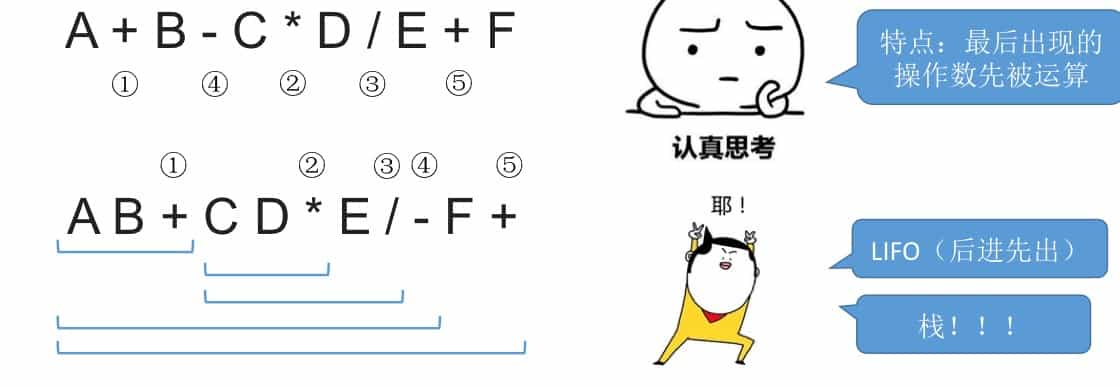 A + B - C * D / E + F
① ④ ② ③ ⑤
① ② ③ ④ ⑤
A B + C D * E / - F +
特点：最后出现的
操作数先被运算
认真思考
耶！
LIFO（后进先出）
栈！！！